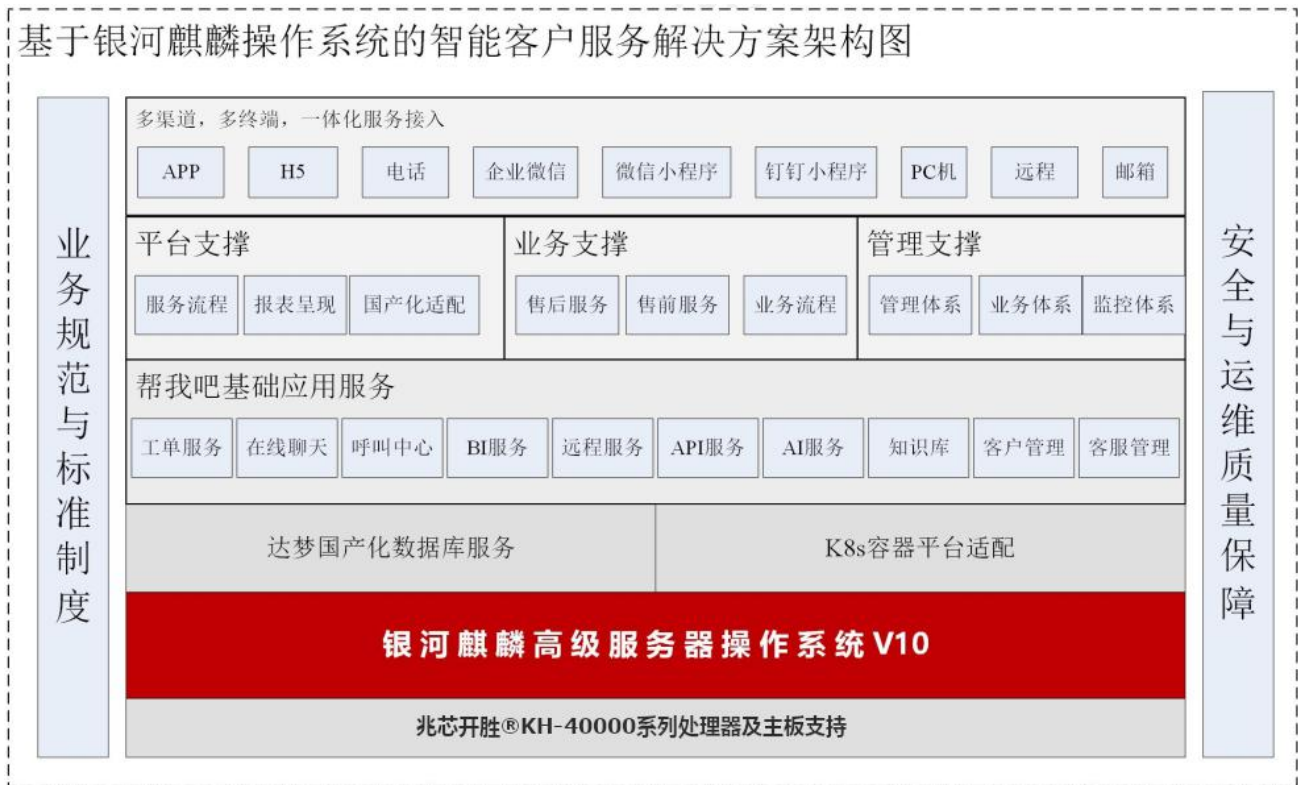 基于银河麒麟操作系统的智能客户服务解决方案架构图
业务规范与标准制度
多渠道，多终端，一体化服务接入
APP H5 电话 企业微信 微信小程序 钉钉小程序 PC机 远程 邮箱
平台支撑 业务支撑 管理支撑
服务流程 报表呈现 国产化适配 售后服务 售前服务 业务流程 管理体系 业务体系 监控体系
帮我吧基础应用服务
工单服务 在线聊天 呼叫中心 BI服务 远程服务 API服务 AI服务 知识库 客户管理 客服管理
达梦国产化数据库服务 K8s容器平台适配
银河麒麟高级服务器操作系统V10
兆芯开胜®KH-40000系列处理器及主板支持
安全与运维质量保障